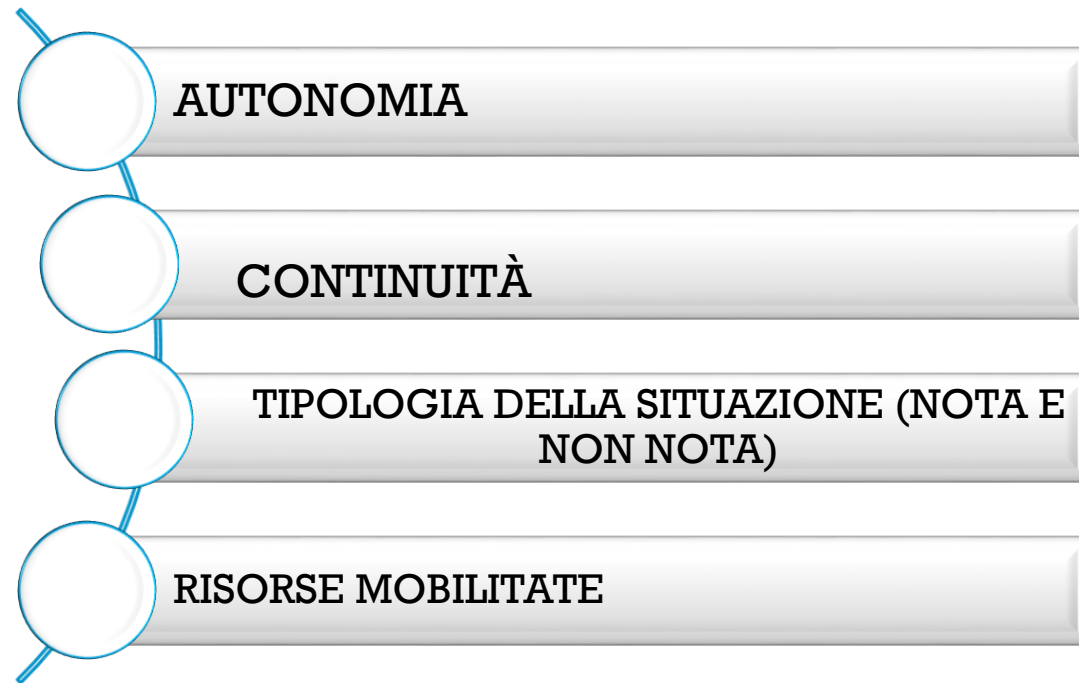 AUTONOMIA
CONTINUITÀ
TIPOLOGIA DELLA SITUAZIONE (NOTA E
NON NOTA)
RISORSE MOBILITATE